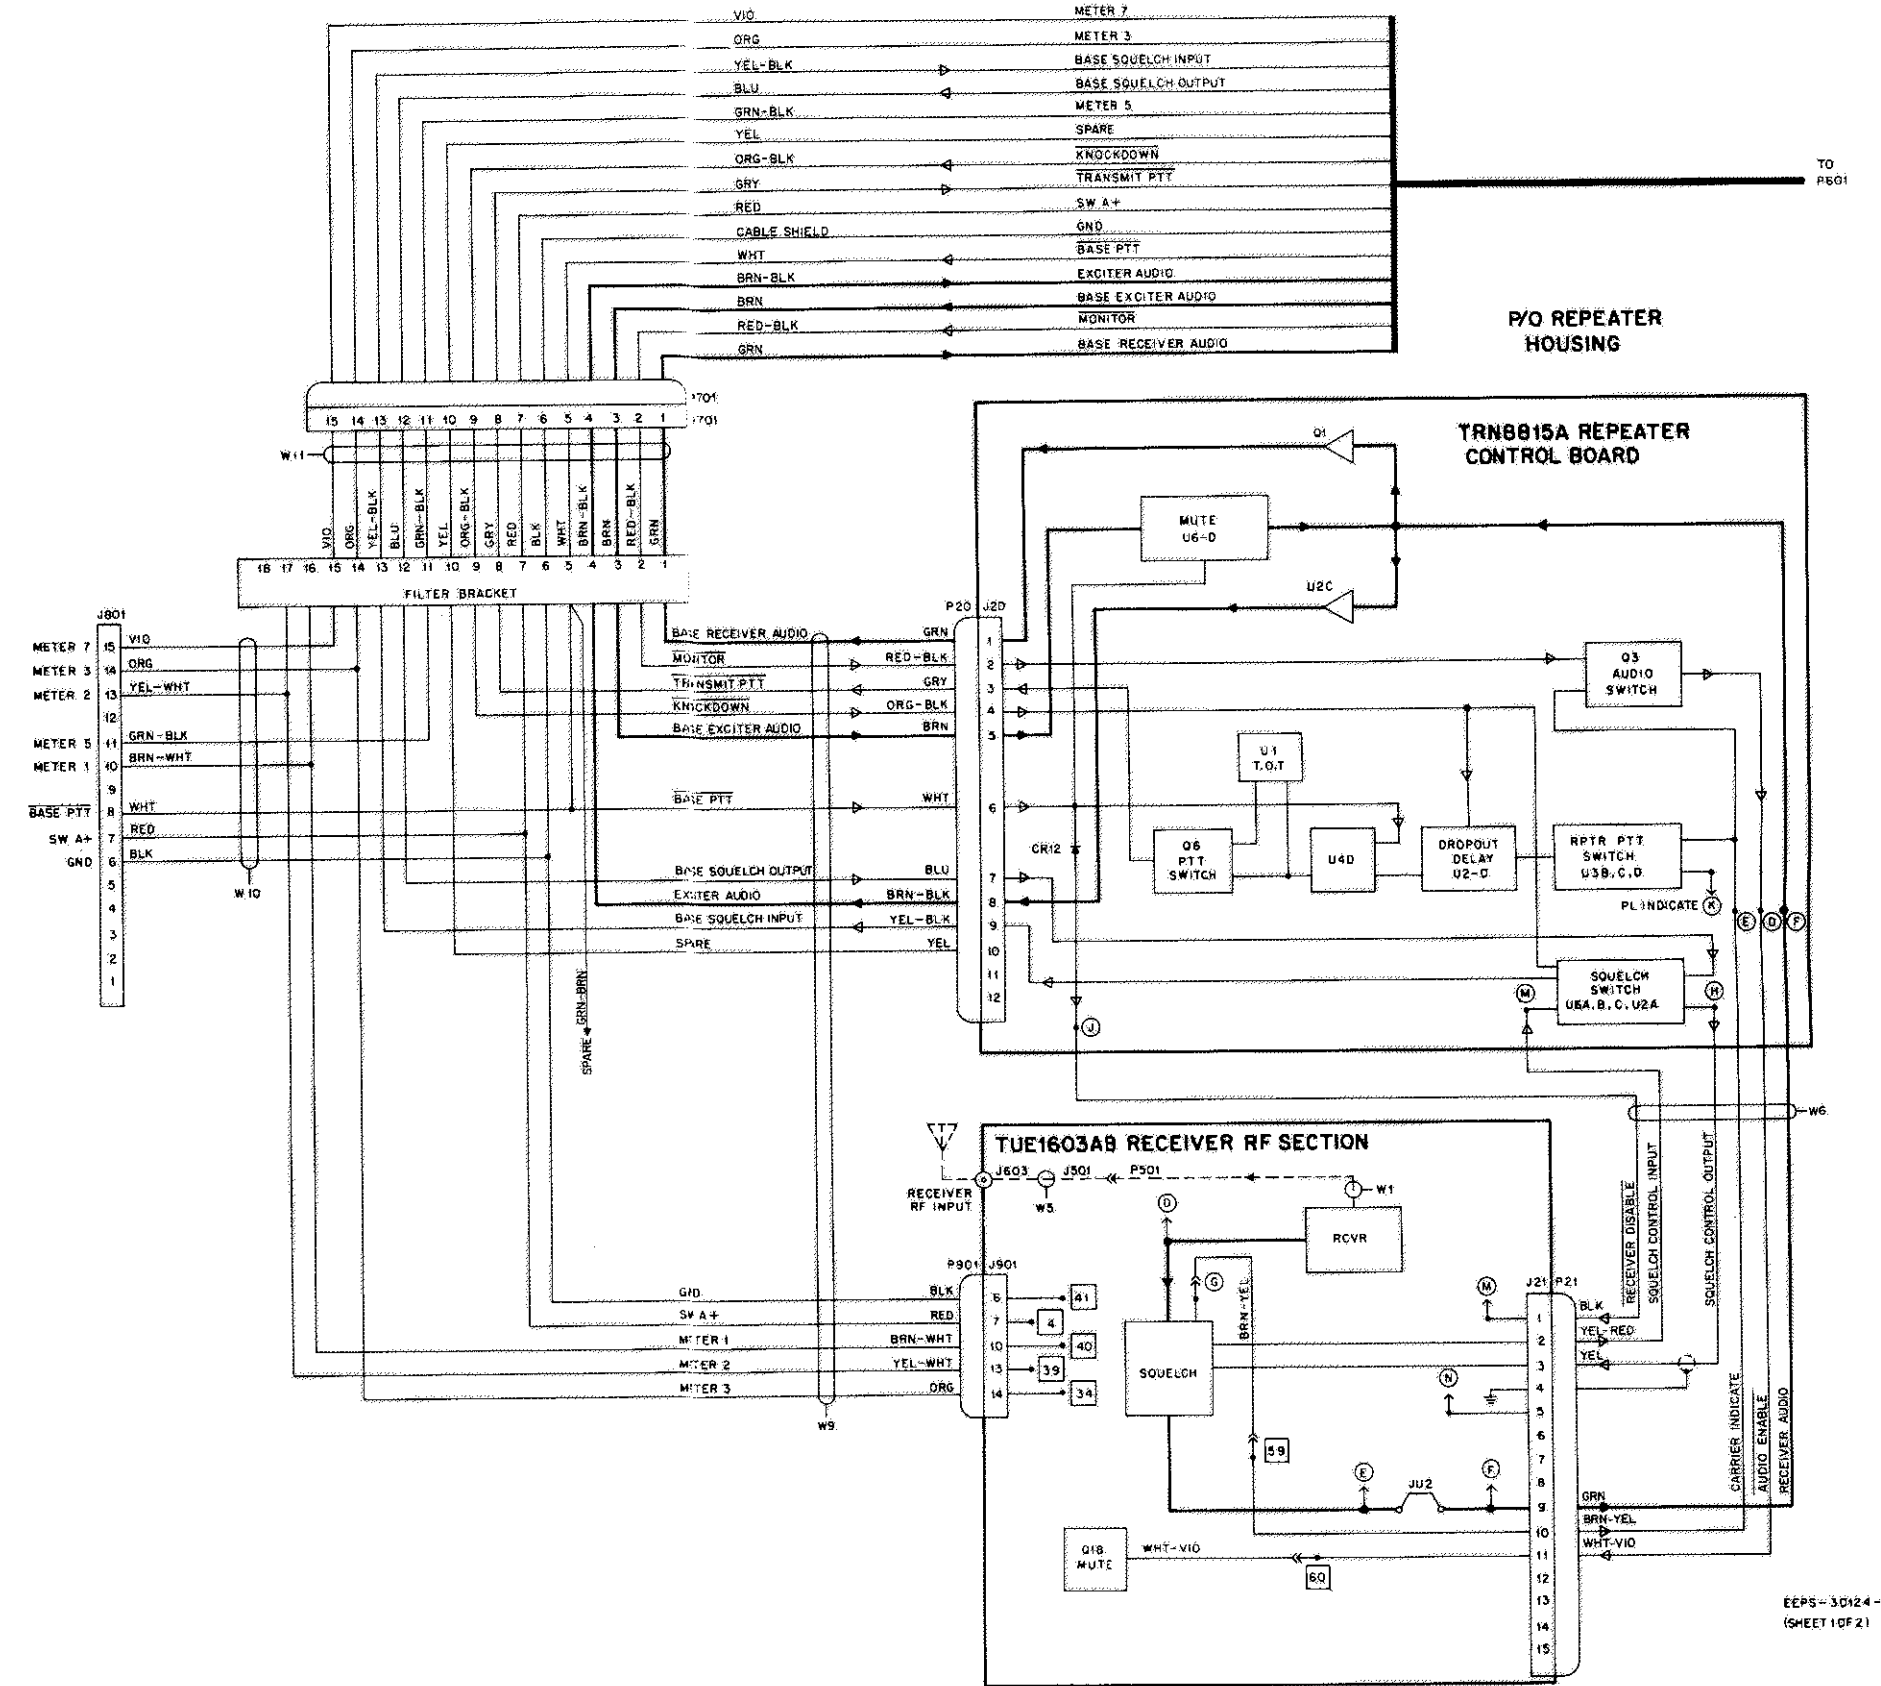 VIO METER 7
ORG METER 3
YEL-BLK BASE SQUELCH INPUT
BLU BASE SQUELCH OUTPUT
GRN-BLK METER 5
YEL SPARE
ORG-BLK KNOCKDOWN
GRY TRANSMIT PTT
RED SW A+
CABLE SHIELD GND
WHT BASE PTT
BRN-BLK EXCITER AUDIO
BRN BASE EXCITER AUDIO
RED-BLK MONITOR
GRN BASE RECEIVER AUDIO
TO
P601
P/O REPEATER
HOUSING
15 14 13 12 11 10 9 8 7 6 5 4 3 2 1
W11
VIO
ORG
YEL-BLK
BLU
GRN-BLK
YEL
ORG-BLK
GRY
RED
BLK
WHT
BRN-BLK
BRN
RED-BLK
GRN
18 17 16 15 14 13 12 11 10 9 8 7 6 5 4 3 2 1
FILTER BRACKET
J801
METER 7 15 VIO
METER 3 14 ORG
METER 2 13 YEL-WHT
12
METER 5 11 GRN-BLK
METER 1 10 BRN-WHT
9
BASE PTT 8 WHT
SW A+ 7 RED
GND 6 BLK
5
4
3
2
1
W10
SPARE GRN-BRN
TRN8815A REPEATER
CONTROL BOARD
Q1
MUTE
U6-D
U2C
P20 J20
BASE RECEIVER AUDIO GRN 1
MONITOR RED-BLK 2
TRANSMIT PTT GRY 3
KNOCKDOWN ORG-BLK 4
BASE EXCITER AUDIO BRN 5
BASE PTT WHT 6
BASE SQUELCH OUTPUT BLU 7
EXCITER AUDIO BRN-BLK 8
BASE SQUELCH INPUT YEL-BLK 9
SPARE YEL 10
11
12
Q3
AUDIO
SWITCH
U1
T.O.T
CR12
Q6
PTT
SWITCH
U4D
DROPOUT
DELAY
U2-D
RPTR PTT
SWITCH
U3B,C,D
PL INDICATE K
E D F
SQUELCH
SWITCH
U6A,B,C,U2A
M
H
J
W6
TUE1603AB RECEIVER RF SECTION
J603 J501 P501
RECEIVER
RF INPUT
W5
W1
D
RCVR
G
BRN-YEL
SQUELCH
P901 J901
GND BLK 6 41
SW A+ RED 7 4
METER 1 BRN-WHT 10 40
METER 2 YEL-WHT 13 39
METER 3 ORG 14 34
W9
59
E
JU2
F
Q18
MUTE
WHT-VIO
60
M
N
J21 P21
1 BLK
2 YEL-RED
3 YEL
4
5
6
7
8
9 GRN
10 BRN-YEL
11 WHT-VIO
12
13
14
15
RECEIVER DISABLE
SQUELCH CONTROL INPUT
SQUELCH CONTROL OUTPUT
CARRIER INDICATE
AUDIO ENABLE
RECEIVER AUDIO
EEPS-30124-
(SHEET 1 OF 2)